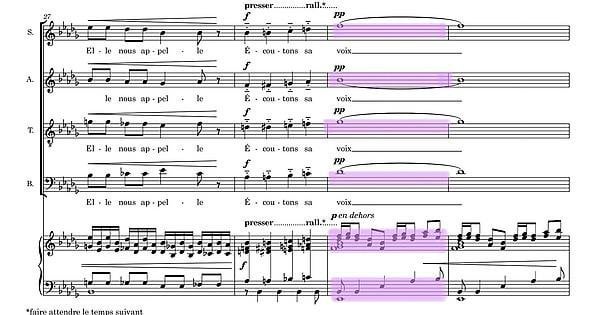 presser...............rall.*.....
27
S.
f
pp
El - le nous ap - pel - le É - cou - tons sa voix
A.
f
pp
le nous ap - pel - le É - cou - tons sa voix
T.
f
pp
El - le nous ap - pel - le É - cou - tons sa voix
B.
f
pp
El - le nous ap - pel - le É - cou - tons sa voix
presser...............rall.*.....
p en dehors
f
*faire attendre le temps suivant